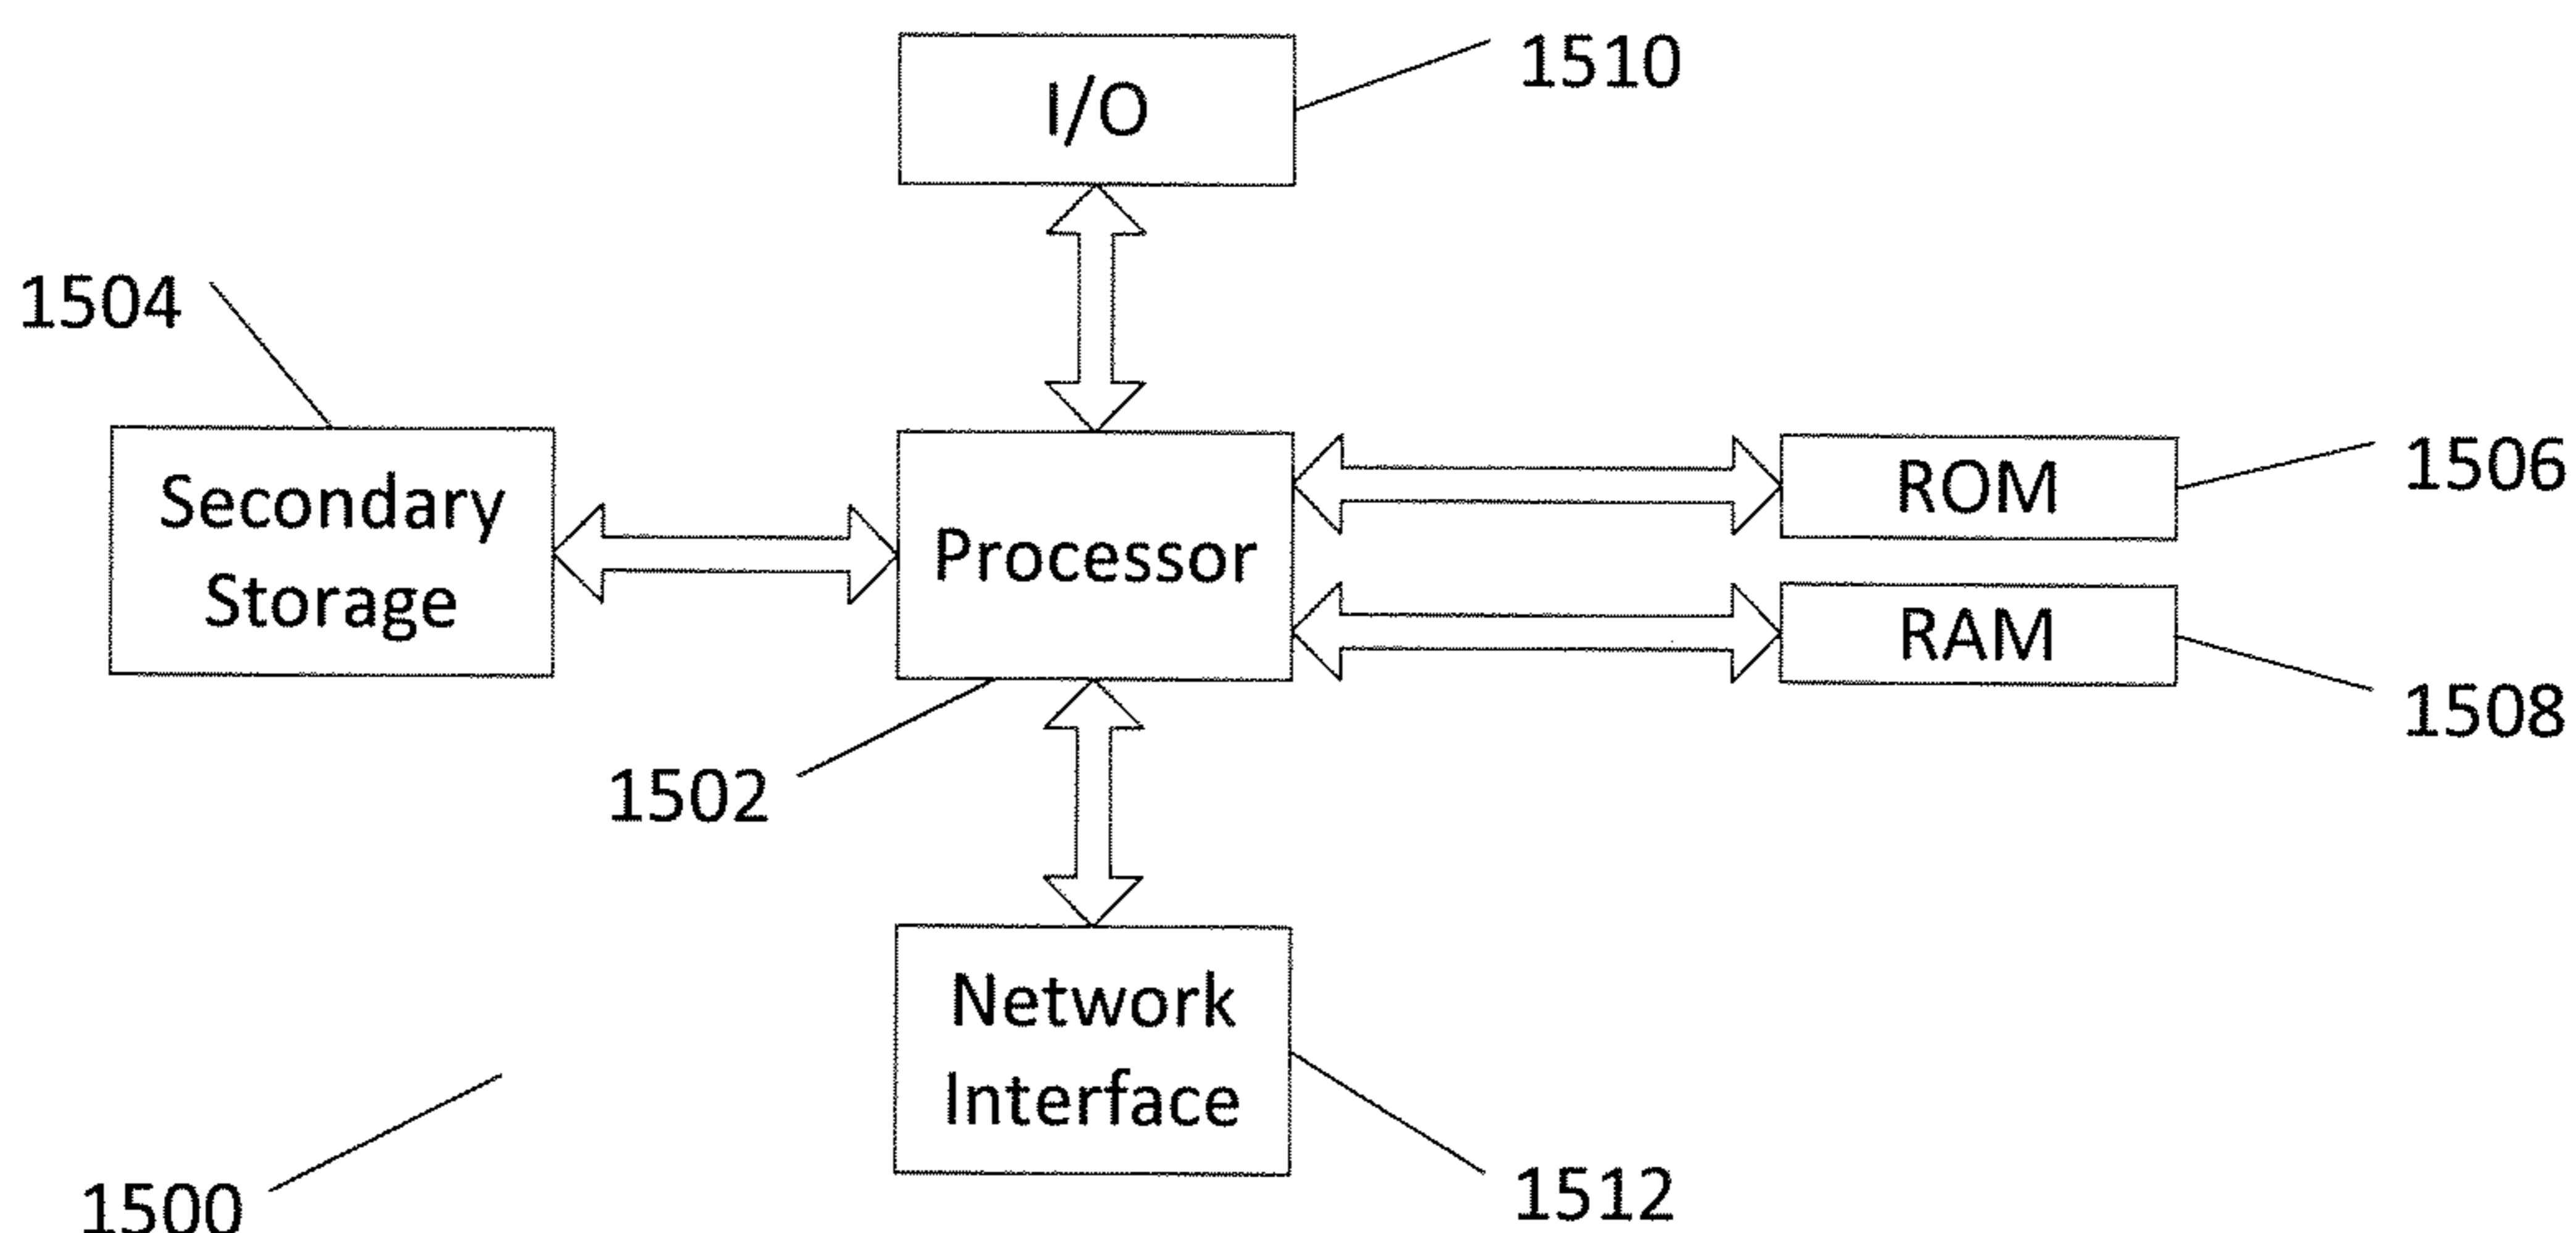 I/O
1510
1504
Secondary
Storage
Processor
ROM
1506
RAM
1508
1502
Network
Interface
1512
1500